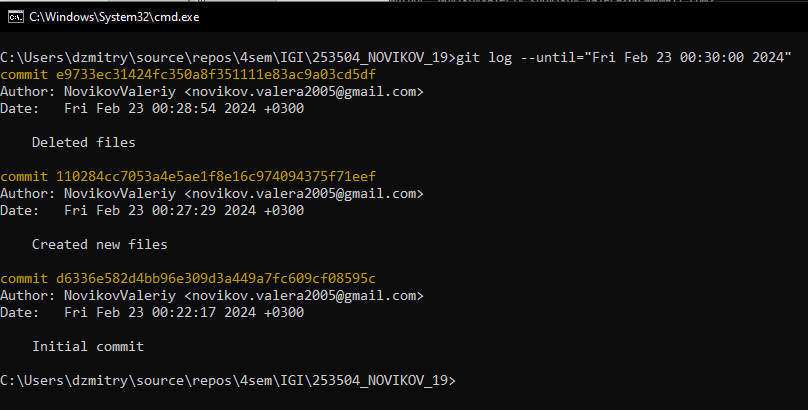 C:\Windows\System32\cmd.exe
C:\Users\dzmitry\source\repos\4sem\IGI\253504_NOVIKOV_19>git log --until="Fri Feb 23 00:30:00 2024"
commit e9733ec31424fc350a8f351111e83ac9a03cd5df
Author: NovikovValeriy <novikov.valera2005@gmail.com>
Date:   Fri Feb 23 00:28:54 2024 +0300
    Deleted files
commit 110284cc7053a4e5ae1f8e16c974094375f71eef
Author: NovikovValeriy <novikov.valera2005@gmail.com>
Date:   Fri Feb 23 00:27:29 2024 +0300
    Created new files
commit d6336e582d4bb96e309d3a449a7fc609cf08595c
Author: NovikovValeriy <novikov.valera2005@gmail.com>
Date:   Fri Feb 23 00:22:17 2024 +0300
    Initial commit
C:\Users\dzmitry\source\repos\4sem\IGI\253504_NOVIKOV_19>